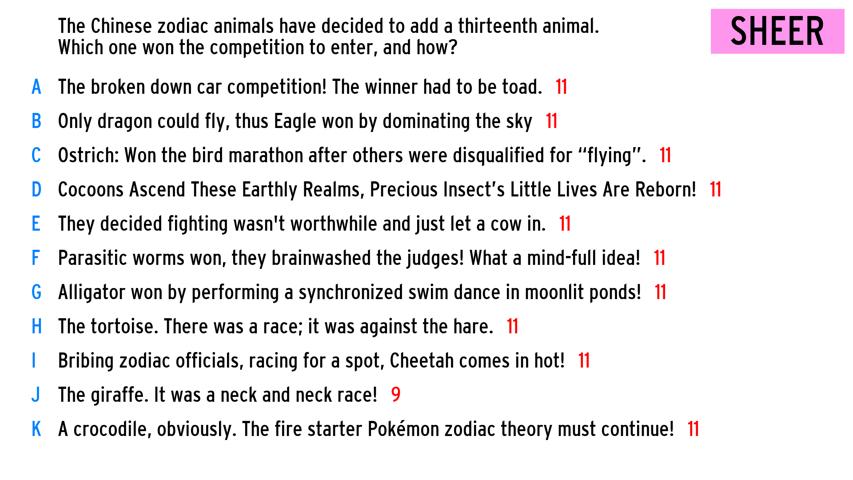 The Chinese zodiac animals have decided to add a thirteenth animal.
Which one won the competition to enter, and how?
SHEER
A The broken down car competition! The winner had to be toad. 11
B Only dragon could fly, thus Eagle won by dominating the sky 11
C Ostrich: Won the bird marathon after others were disqualified for “flying”. 11
D Cocoons Ascend These Earthly Realms, Precious Insect’s Little Lives Are Reborn! 11
E They decided fighting wasn't worthwhile and just let a cow in. 11
F Parasitic worms won, they brainwashed the judges! What a mind-full idea! 11
G Alligator won by performing a synchronized swim dance in moonlit ponds! 11
H The tortoise. There was a race; it was against the hare. 11
I Bribing zodiac officials, racing for a spot, Cheetah comes in hot! 11
J The giraffe. It was a neck and neck race! 9
K A crocodile, obviously. The fire starter Pokémon zodiac theory must continue! 11